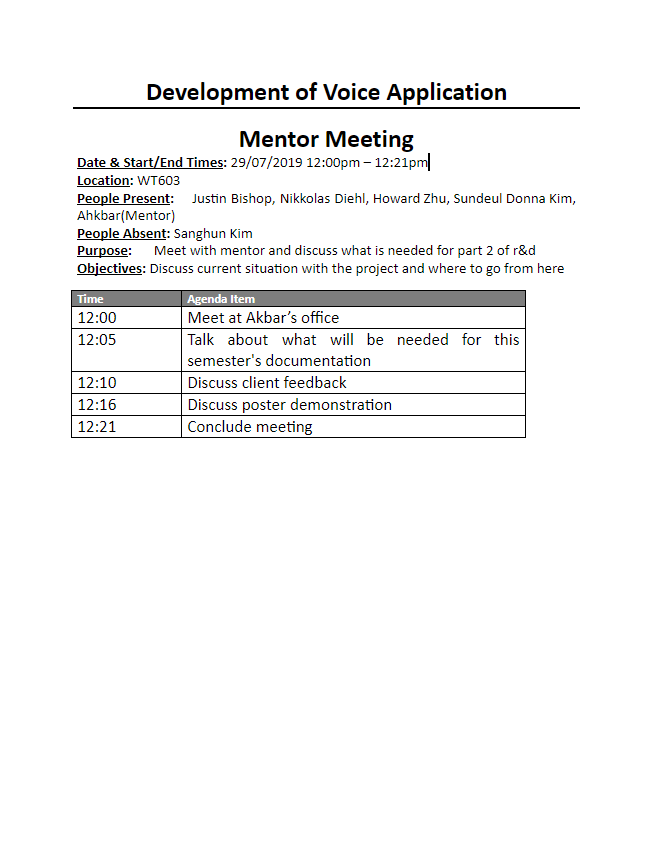 Development of Voice Application
Mentor Meeting
Date & Start/End Times: 29/07/2019 12:00pm – 12:21pm
Location: WT603
People Present: Justin Bishop, Nikkolas Diehl, Howard Zhu, Sundeul Donna Kim,
Ahkbar(Mentor)
People Absent: Sanghun Kim
Purpose: Meet with mentor and discuss what is needed for part 2 of r&d
Objectives: Discuss current situation with the project and where to go from here
Time Agenda Item
12:00 Meet at Akbar’s office
12:05 Talk about what will be needed for this
semester's documentation
12:10 Discuss client feedback
12:16 Discuss poster demonstration
12:21 Conclude meeting